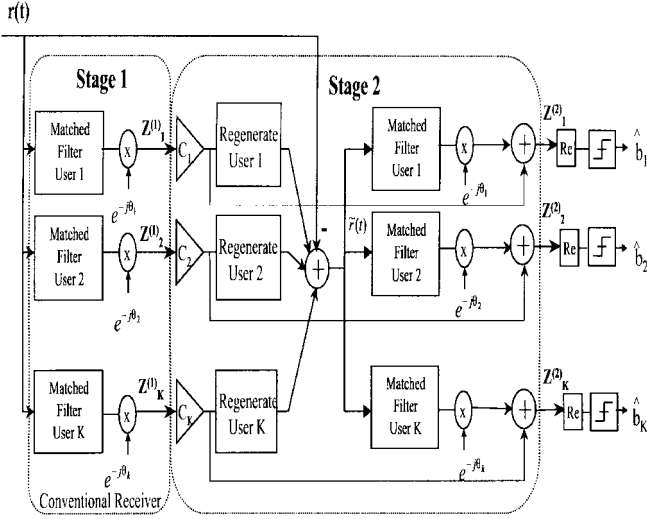 r(t)
Stage 1
Stage 2
Matched
Filter
User 1
x
Z⁽¹⁾₁
e^{-jθ₁}
C₁
Regenerate
User 1
Matched
Filter
User 1
x
e^{-jθ₁}
+
Z⁽²⁾₁
Re
b̂₁
-
r̃(t)
Matched
Filter
User 2
x
Z⁽¹⁾₂
e^{-jθ₂}
C₂
Regenerate
User 2
+
Matched
Filter
User 2
x
e^{-jθ₂}
+
Z⁽²⁾₂
Re
b̂₂
Matched
Filter
User K
x
Z⁽¹⁾K
e^{-jθₖ}
C_K
Regenerate
User K
Matched
Filter
User K
x
e^{-jθₖ}
+
Z⁽²⁾K
Re
b̂K
Conventional Receiver